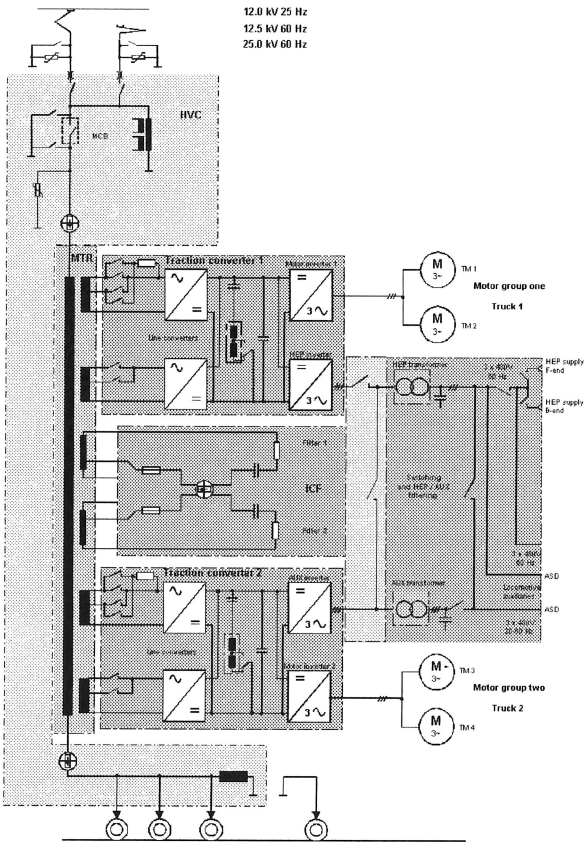 12.0 kV 25 Hz
12.5 kV 60 Hz
25.0 kV 60 Hz
HVC
MCB
MTR
Traction converter 1
Motor inverter 1
Line converters
HEP inverter
M
3~
TM 1
M
3~
TM 2
Motor group one
Truck 1
HEP transformer
3 x 480V
60 Hz
HEP supply
F-end
HEP supply
B-end
Filter 1
ICF
Filter 2
Switching
and HEP / AUX
filtering
3 x 480V
60 Hz
ASD
Locomotive
auxiliaries
ASD
3 x 480V
20-60 Hz
AUX transformer
Traction converter 2
AUX inverter
Line converters
Motor inverter 2
=
3~
M
3~
TM 3
M
3~
TM 4
Motor group two
Truck 2